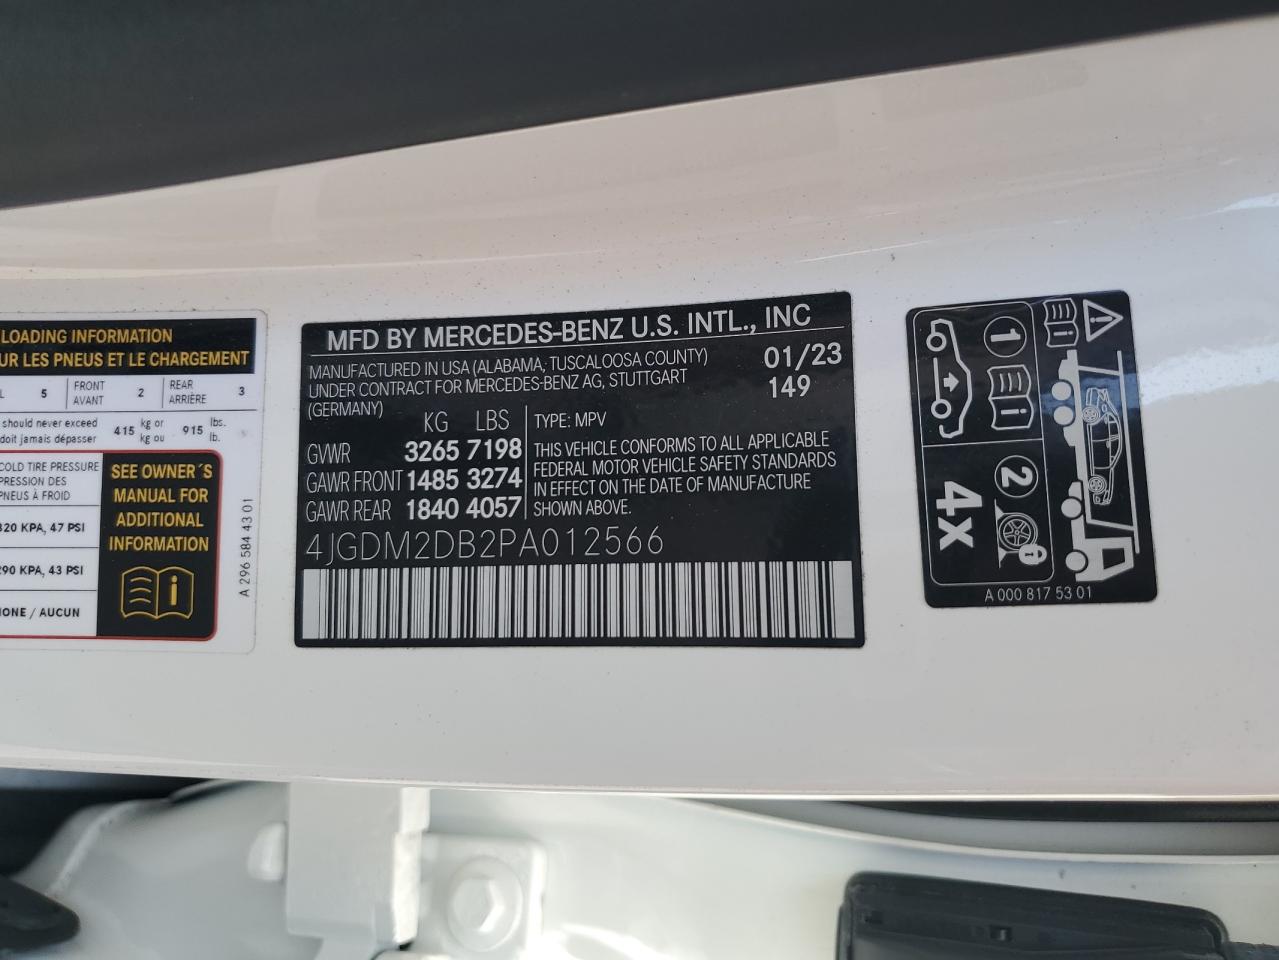 LOADING INFORMATION
UR LES PNEUS ET LE CHARGEMENT
L 5 FRONT AVANT 2 REAR ARRIÈRE 3
should never exceed
doit jamais dépasser
415 kg or kg ou 915 lbs. lb.
COLD TIRE PRESSURE
PRESSION DES
PNEUS À FROID
320 KPA, 47 PSI
290 KPA, 43 PSI
NONE / AUCUN
SEE OWNER´S
MANUAL FOR
ADDITIONAL
INFORMATION
A 296 584 43 01
MFD BY MERCEDES-BENZ U.S. INTL., INC
MANUFACTURED IN USA (ALABAMA; TUSCALOOSA COUNTY)
UNDER CONTRACT FOR MERCEDES-BENZ AG, STUTTGART
(GERMANY)
01/23
149
KG LBS
GVWR 3265 7198
GAWR FRONT 1485 3274
GAWR REAR 1840 4057
TYPE: MPV
THIS VEHICLE CONFORMS TO ALL APPLICABLE
FEDERAL MOTOR VEHICLE SAFETY STANDARDS
IN EFFECT ON THE DATE OF MANUFACTURE
SHOWN ABOVE.
4JGDM2DB2PA012566
1
2
4x
A 000 817 53 01